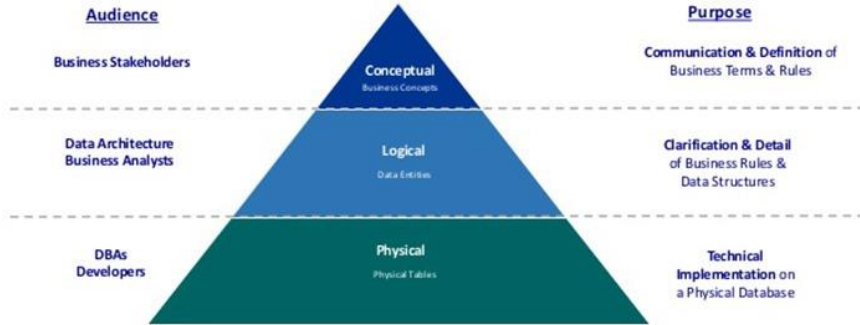 Audience
Purpose
Business Stakeholders
Conceptual
Business Concepts
Communication & Definition of
Business Terms & Rules
Data Architecture
Business Analysts
Logical
Data Entities
Clarification & Detail
of Business Rules &
Data Structures
DBAs
Developers
Physical
Physical Tables
Technical
Implementation on
a Physical Database